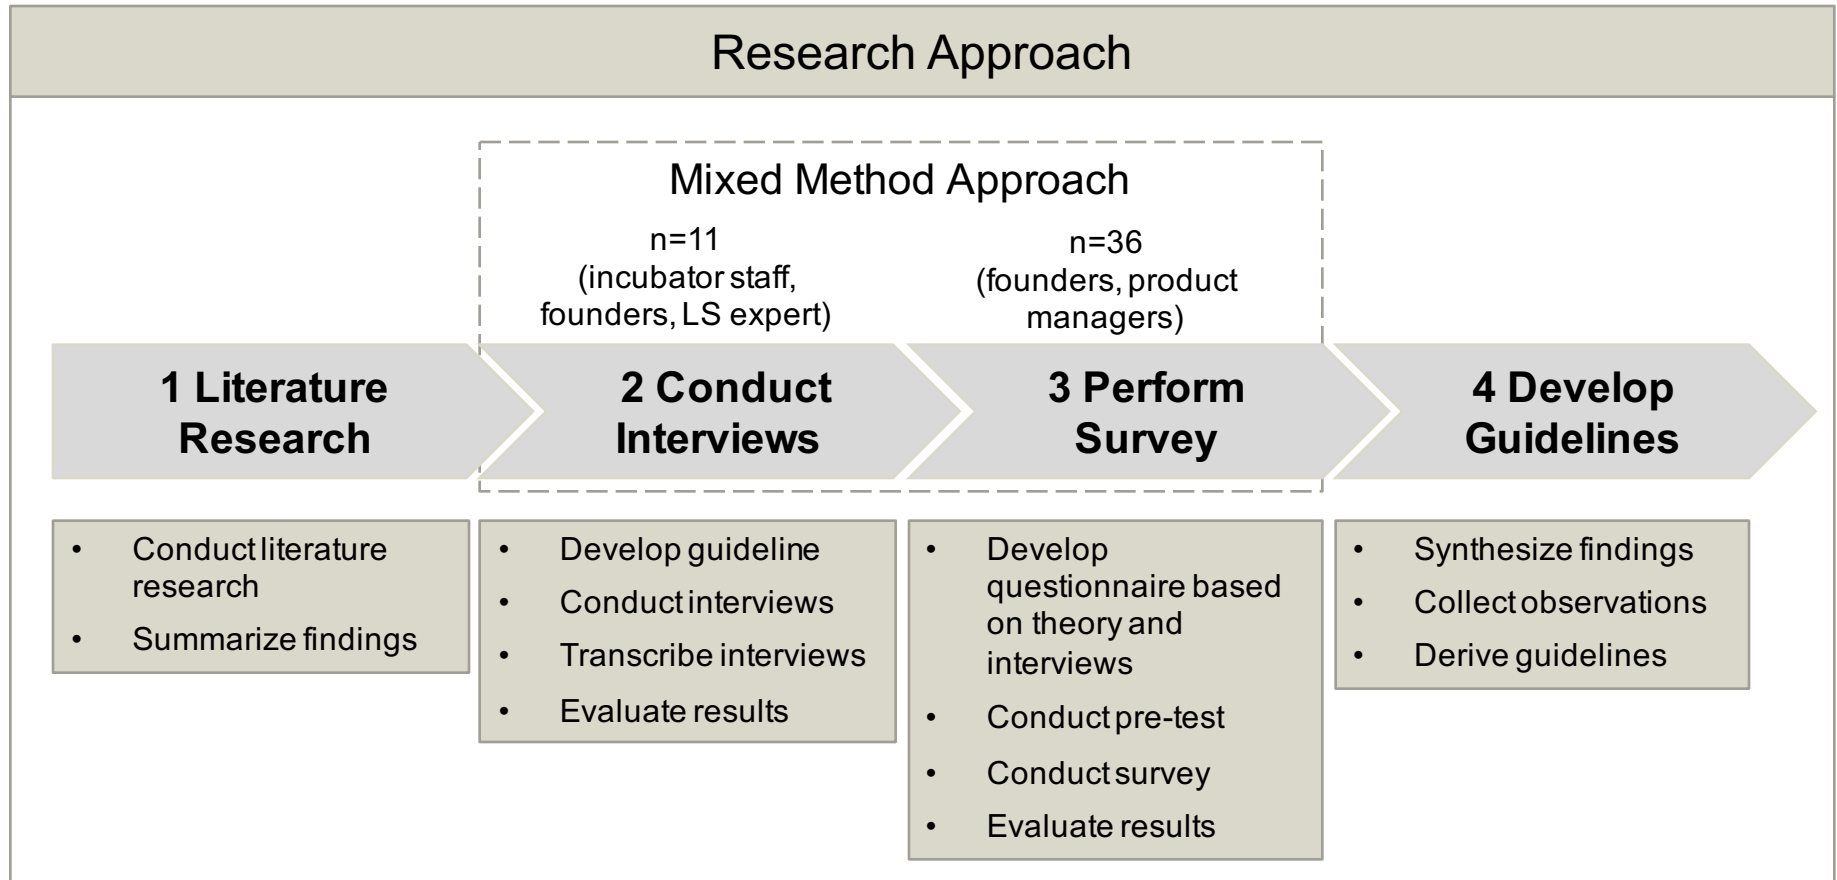 Research Approach
Mixed Method Approach
n=11
(incubator staff,
founders, LS expert)
n=36
(founders, product
managers)
1 Literature
Research
2 Conduct
Interviews
3 Perform
Survey
4 Develop
Guidelines
• Conduct literature
research
• Summarize findings
• Develop guideline
• Conduct interviews
• Transcribe interviews
• Evaluate results
• Develop
questionnaire based
on theory and
interviews
• Conduct pre-test
• Conduct survey
• Evaluate results
• Synthesize findings
• Collect observations
• Derive guidelines